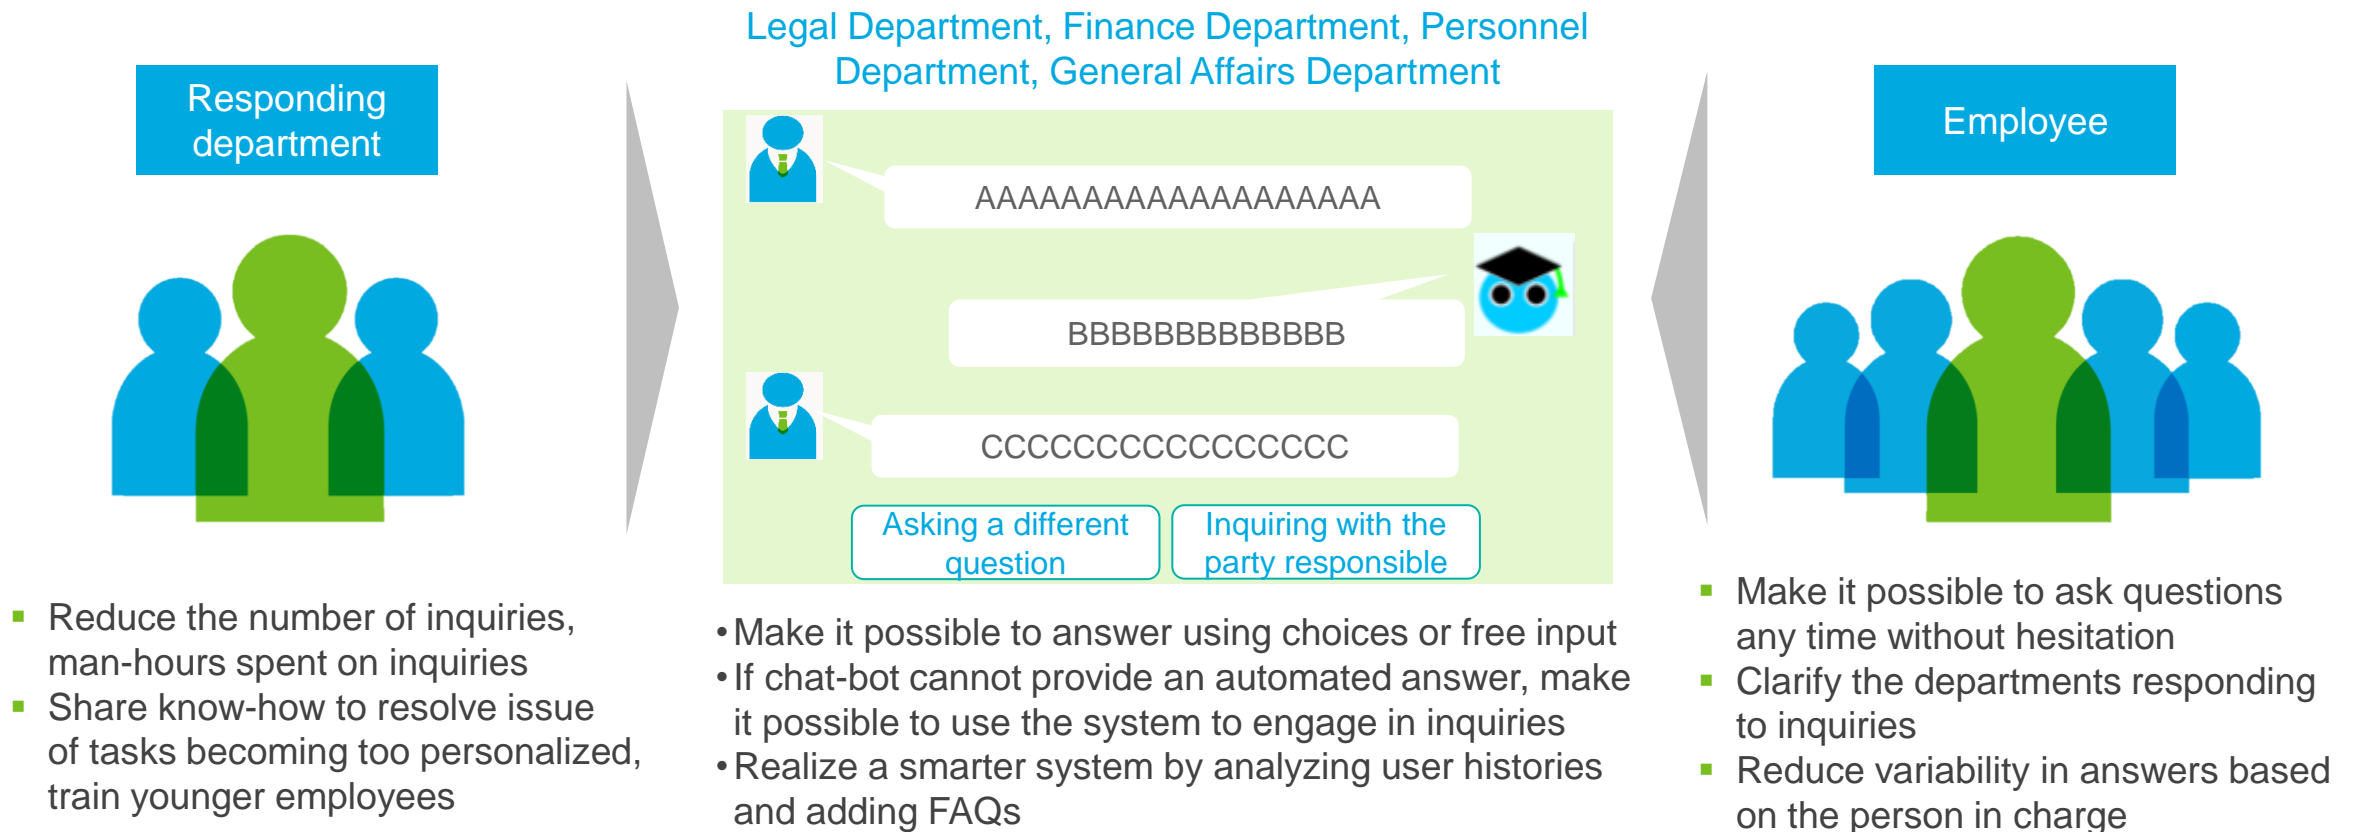 Responding
department
▪ Reduce the number of inquiries,
man-hours spent on inquiries
▪ Share know-how to resolve issue
of tasks becoming too personalized,
train younger employees
Legal Department, Finance Department, Personnel
Department, General Affairs Department
AAAAAAAAAAAAAAAAAAA
BBBBBBBBBBBBB
CCCCCCCCCCCCCCCC
Asking a different
question
Inquiring with the
party responsible
•Make it possible to answer using choices or free input
•If chat-bot cannot provide an automated answer, make
it possible to use the system to engage in inquiries
•Realize a smarter system by analyzing user histories
and adding FAQs
Employee
▪ Make it possible to ask questions
any time without hesitation
▪ Clarify the departments responding
to inquiries
▪ Reduce variability in answers based
on the person in charge